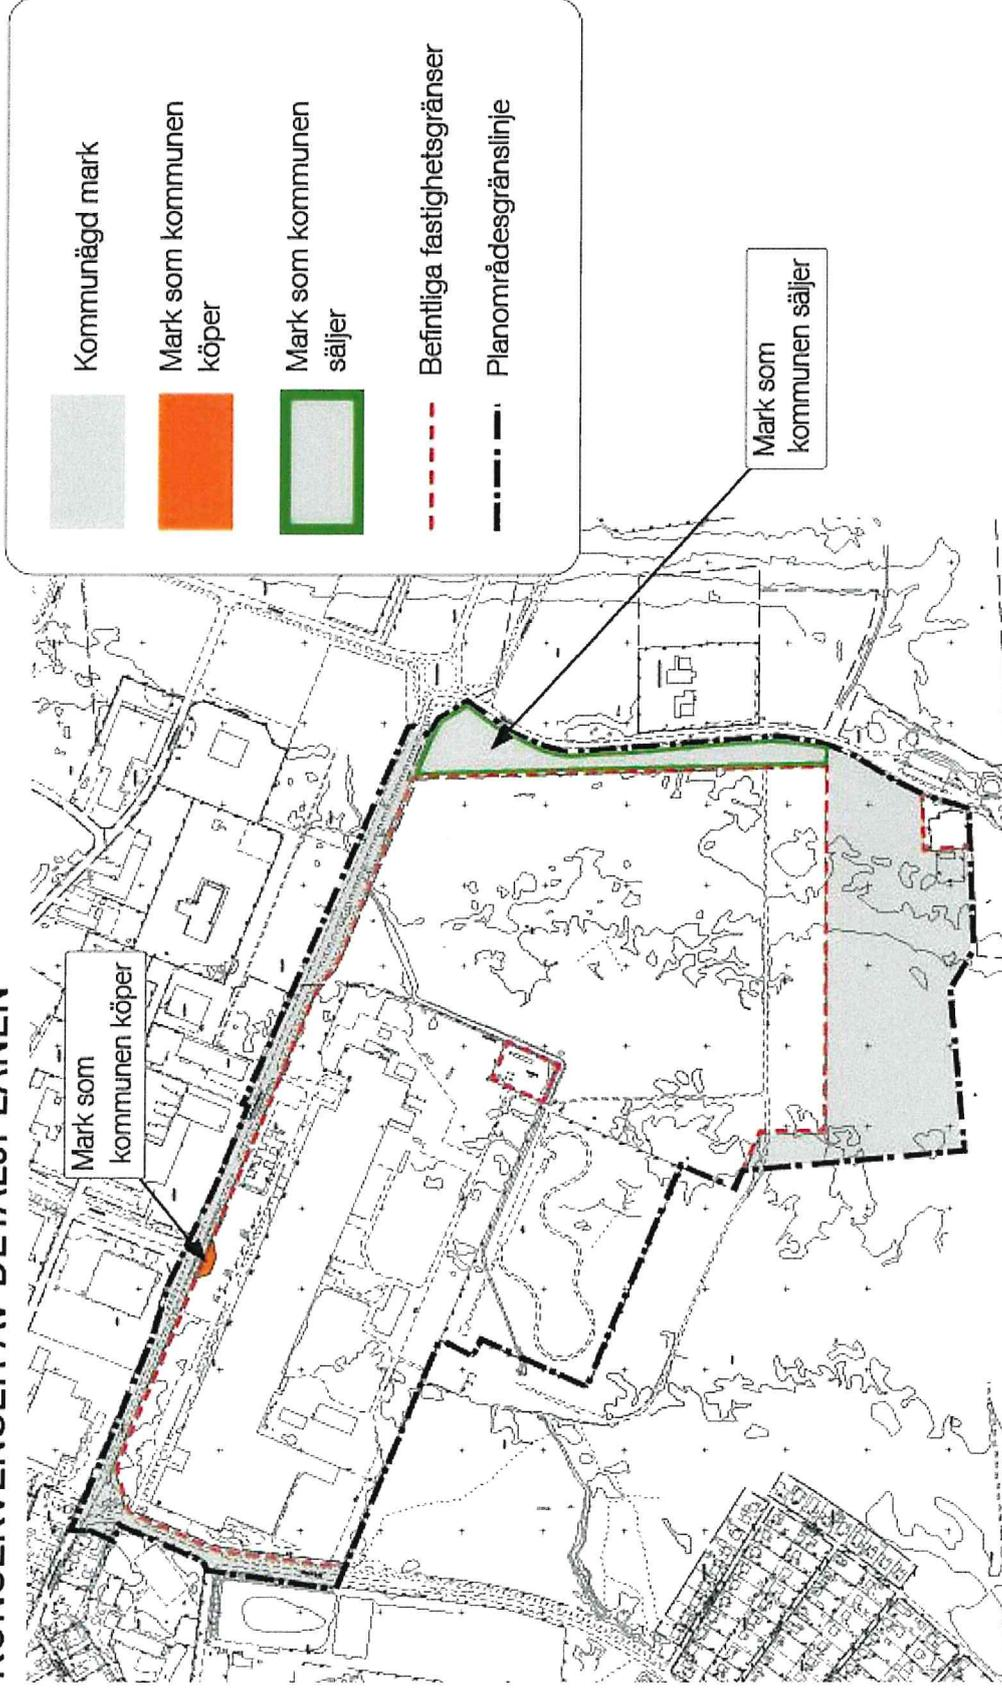 KONSEKVENSER AV DETALJPLANEN
Mark som
kommunen köper
Kommunägd mark
Mark som kommunen
köper
Mark som kommunen
säljer
Befintliga fastighetsgränser
Planområdesgränslinje
Mark som
kommunen säljer